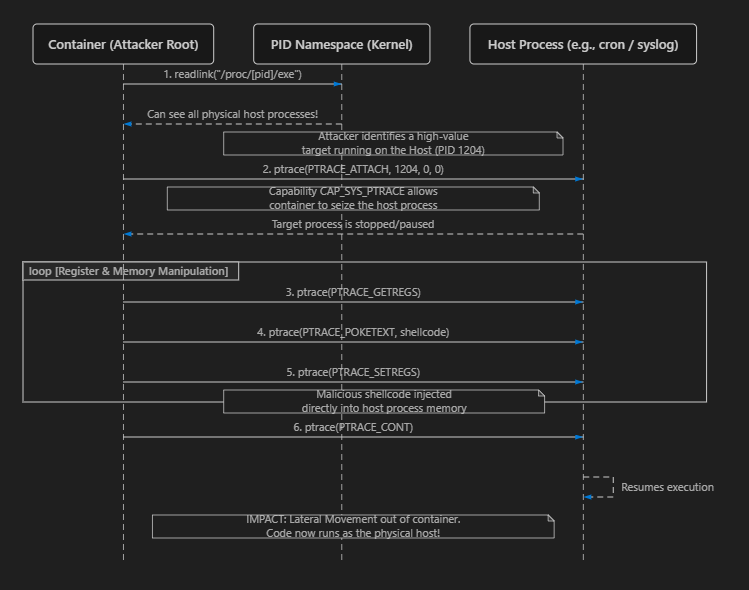 Container (Attacker Root)
PID Namespace (Kernel)
Host Process (e.g., cron / syslog)
1. readlink("/proc/[pid]/exe")
Can see all physical host processes!
Attacker identifies a high-value
target running on the Host (PID 1204)
2. ptrace(PTRACE_ATTACH, 1204, 0, 0)
Capability CAP_SYS_PTRACE allows
container to seize the host process
Target process is stopped/paused
loop [Register & Memory Manipulation]
3. ptrace(PTRACE_GETREGS)
4. ptrace(PTRACE_POKETEXT, shellcode)
5. ptrace(PTRACE_SETREGS)
Malicious shellcode injected
directly into host process memory
6. ptrace(PTRACE_CONT)
Resumes execution
IMPACT: Lateral Movement out of container.
Code now runs as the physical host!